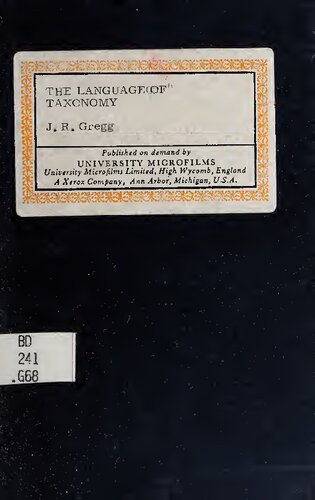 THE LANGUAGE OF
TAXONOMY
J. R. Gregg
Published on demand by
UNIVERSITY MICROFILMS
University Microfilms Limited, High Wycomb, England
A Xerox Company, Ann Arbor, Michigan, U.S.A.
BD
241
.G68